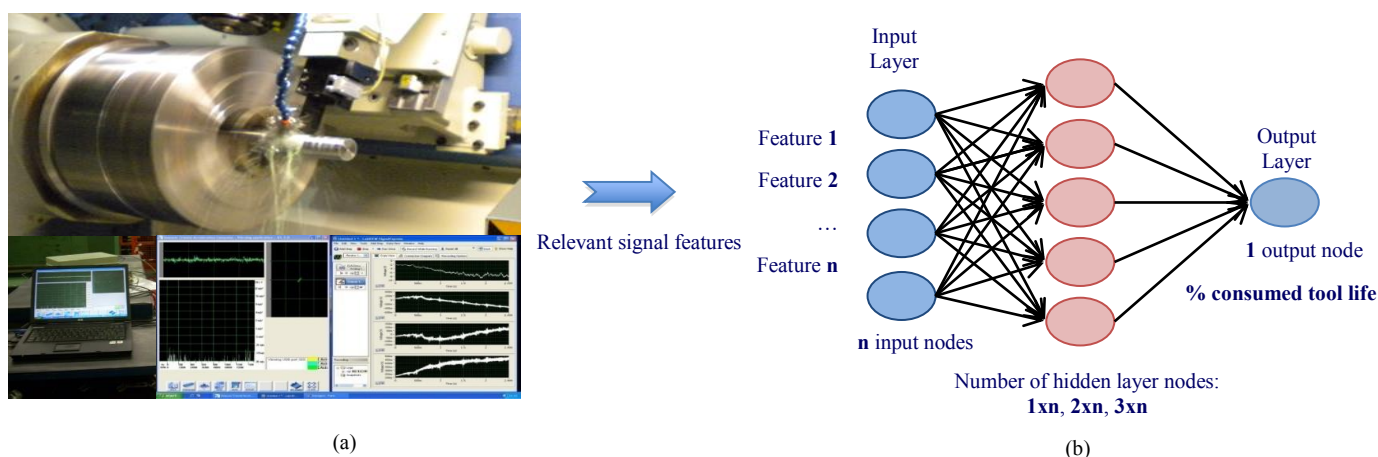 Relevant signal features
Input
Layer
Feature 1
Feature 2
…
Feature n
n input nodes
Number of hidden layer nodes:
1xn, 2xn, 3xn
Output
Layer
1 output node
% consumed tool life
(a)
(b)